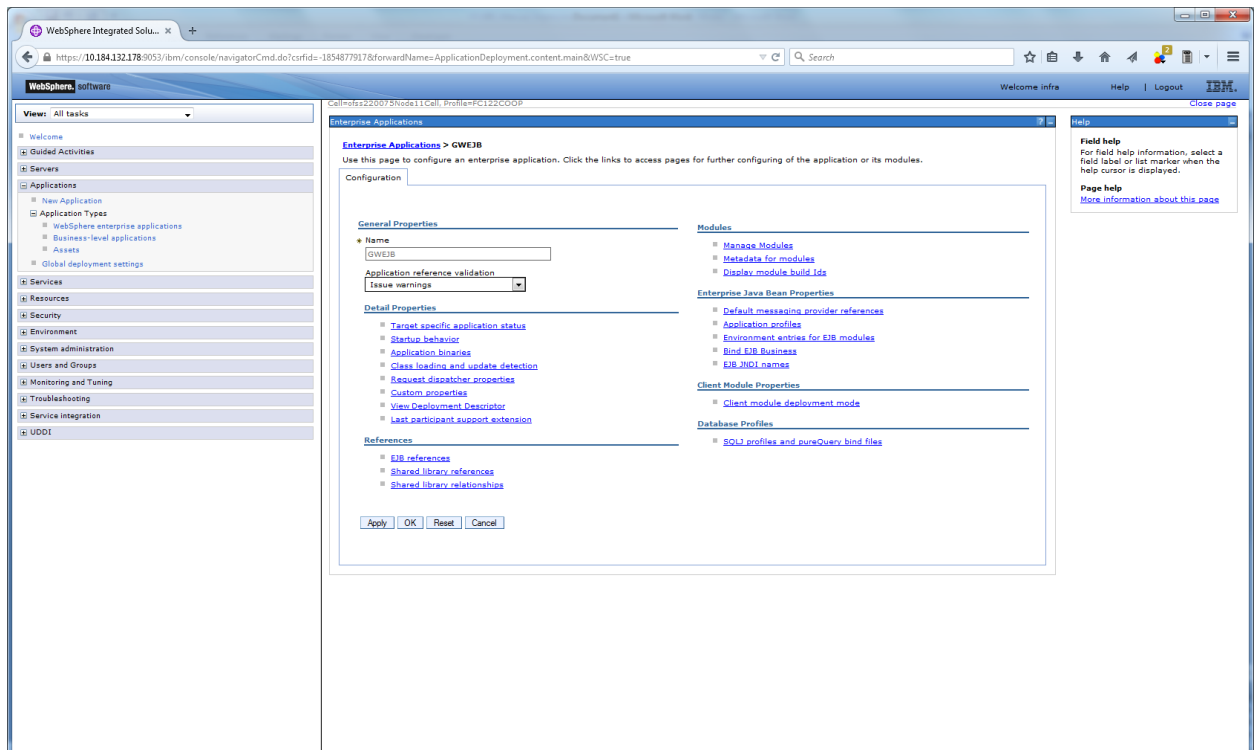 WebSphere Integrated Solu... × +
https://10.184.132.178:9053/ibm/console/navigatorCmd.do?csrfid=-1854877917&forwardName=ApplicationDeployment.content.main&WSC=true
Search
2
WebSphere. software
Welcome infra
Help | Logout
IBM.
View: All tasks
Welcome
Guided Activities
Servers
Applications
New Application
Application Types
WebSphere enterprise applications
Business-level applications
Assets
Global deployment settings
Services
Resources
Security
Environment
System administration
Users and Groups
Monitoring and Tuning
Troubleshooting
Service integration
UDDI
Cell=ofss220075Node11Cell, Profile=FC122COOP
Close page
Enterprise Applications
Enterprise Applications > GWEJB
Use this page to configure an enterprise application. Click the links to access pages for further configuring of the application or its modules.
Configuration
General Properties
Name
GWEJB
Application reference validation
Issue warnings
Detail Properties
Target specific application status
Startup behavior
Application binaries
Class loading and update detection
Request dispatcher properties
Custom properties
View Deployment Descriptor
Last participant support extension
References
EJB references
Shared library references
Shared library relationships
Apply OK Reset Cancel
Modules
Manage Modules
Metadata for modules
Display module build Ids
Enterprise Java Bean Properties
Default messaging provider references
Application profiles
Environment entries for EJB modules
Bind EJB Business
EJB JNDI names
Client Module Properties
Client module deployment mode
Database Profiles
SQLJ profiles and pureQuery bind files
Help
Field help
For field help information, select a
field label or list marker when the
help cursor is displayed.
Page help
More information about this page